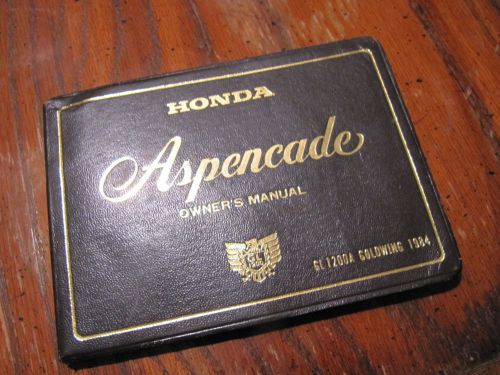 HONDA
Aspencade
OWNER'S MANUAL
GL1200A GOLDWING 1984